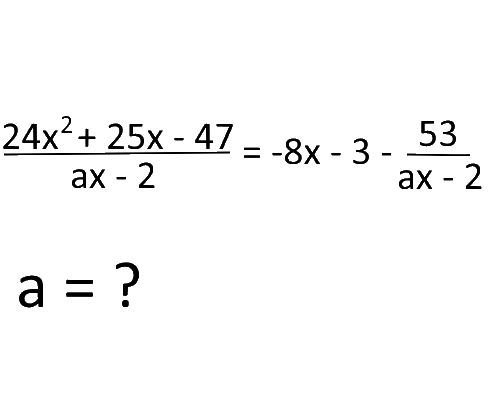 24x² + 25x - 47 / ax - 2 = -8x - 3 - 53 / ax - 2
a = ?